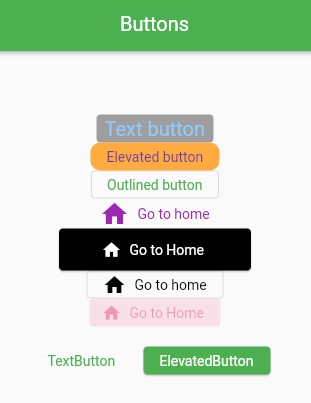 Buttons
Text button
Elevated button
Outlined button
Go to home
Go to Home
Go to home
Go to Home
TextButton ElevatedButton